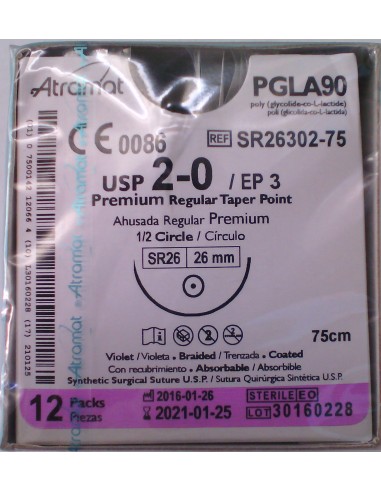 Atramat
PGLA90
poly (glycolide-co-L-lactide)
poli (glicolida-co-L-láctida)
CE 0086
REF SR26302-75
USP 2-0 / EP 3
Premium Regular Taper Point
Ahusada Regular Premium
1/2 Circle / Círculo
SR26 26 mm
75cm
Violet / Violeta . Braided / Trenzada . Coated
Con recubrimiento . Absorbable / Absorbible
Synthetic Surgical Suture U.S.P. / Sutura Quirúrgica Sintética U.S.P.
12 Packs
Piezas
2016-01-26
2021-01-25
STERILE EO
LOT 30160228
Atramat
Atramat